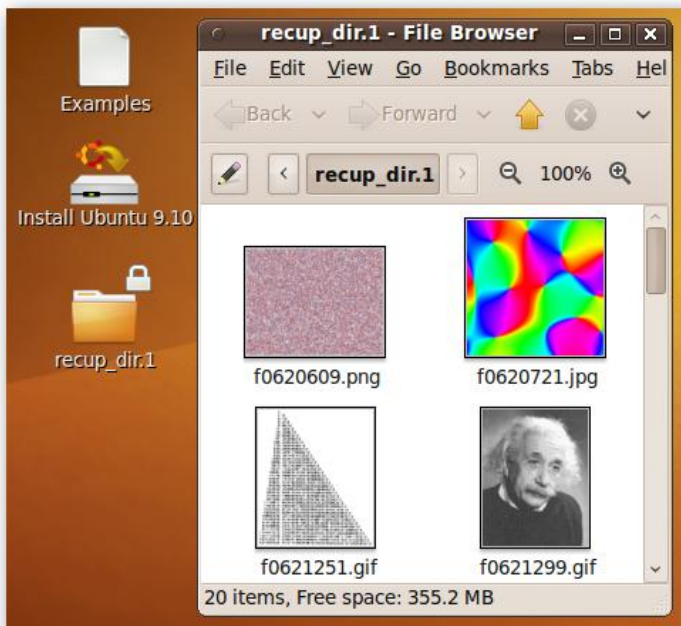 Examples
Install Ubuntu 9.10
recup_dir.1
recup_dir.1 - File Browser
File Edit View Go Bookmarks Tabs Hel
Back Forward
recup_dir.1 100%
f0620609.png f0620721.jpg
f0621251.gif f0621299.gif
20 items, Free space: 355.2 MB